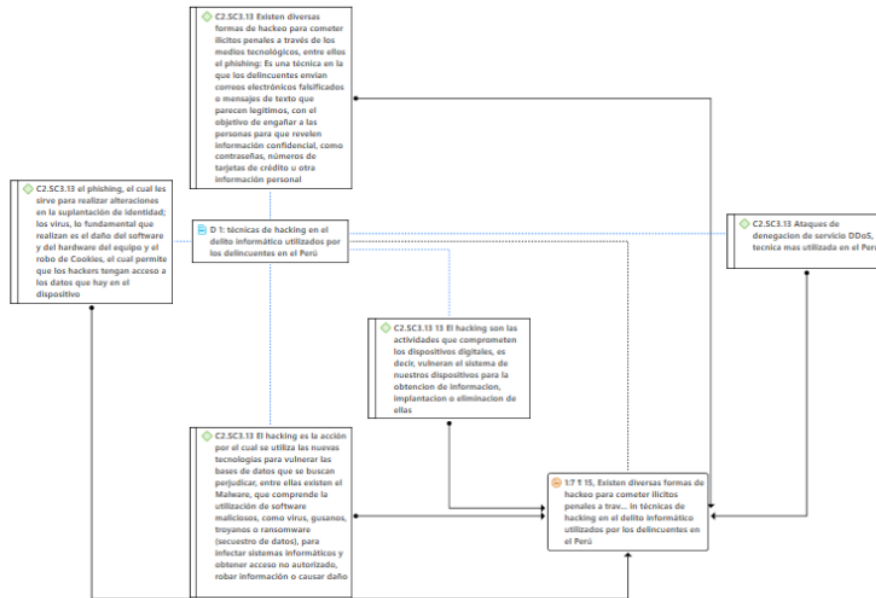 C2.SC3.13 Existen diversas
formas de hackeo para cometer
ilicitos penales a través de los
medios tecnológicos, entre ellos
el phishing: Es una técnica en la
que los delincuentes envían
correos electrónicos falsificados
o mensajes de texto que
parecen legítimos, con el
objetivo de engañar a las
personas para que revelen
información confidencial, como
contraseñas, números de
tarjetas de crédito u otra
información personal
C2.SC3.13 el phishing, el cual les
sirve para realizar alteraciones
en la suplantación de identidad;
los virus, lo fundamental que
realizan es el daño del software
y del hardware del equipo y el
robo de Cookies, el cual permite
que los hackers tengan acceso a
los datos que hay en el
dispositivo
D 1: técnicas de hacking en el
delito informático utilizados por
los delincuentes en el Perú
C2.SC3.13 Ataques de
denegacion de servicio DDoS,
tecnica mas utilizada en el
C2.SC3.13 13 El hacking son las
actividades que comprometen
los dispositivos digitales, es
decir, vulneran el sistema de
nuestros dispositivos para la
obtencion de informacion,
implantacion o eliminacion de
ellas
C2.SC3.13 El hacking es la acción
por el cual se utiliza las nuevas
tecnologías para vulnerar las
bases de datos que se buscan
perjudicar, entre ellas existen el
Malware, que comprende la
utilización de software
maliciosos, como virus, gusanos,
troyanos o ransomware
(secuestro de datos), para
infectar sistemas informáticos y
obtener acceso no autorizado,
robar información o causar daño
1:7 ¶ 15, Existen diversas formas de
hackeo para cometer ilicitos
penales a trav... in técnicas de
hacking en el delito informático
utilizados por los delincuentes en
el Perú